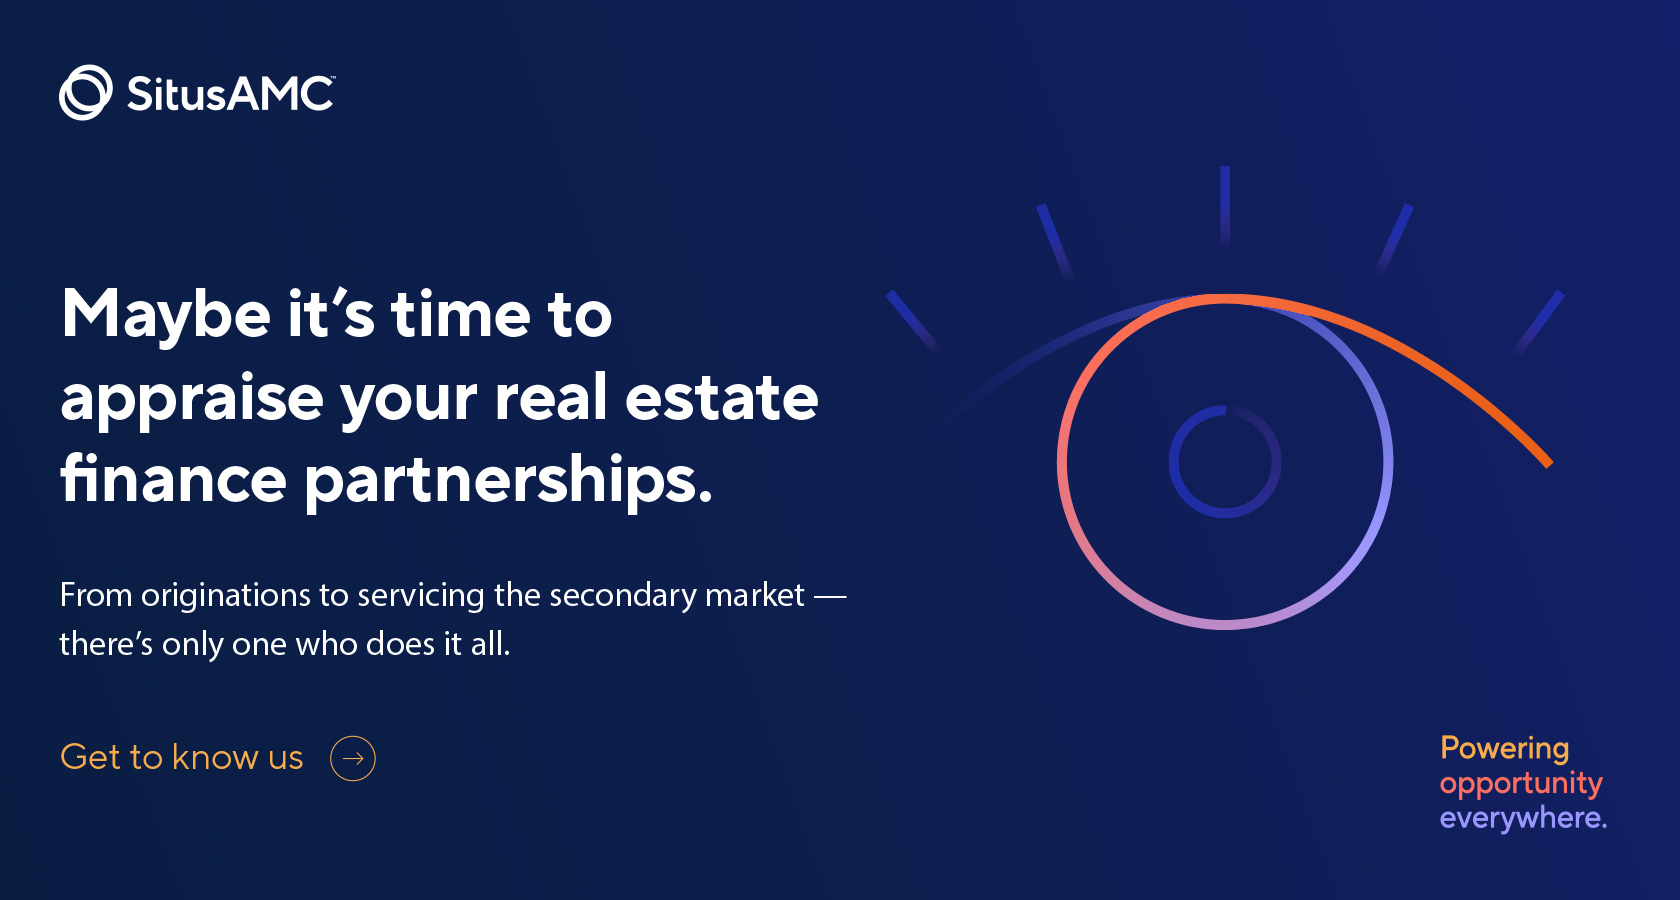 SitusAMC™
Maybe it’s time to
appraise your real estate
finance partnerships.
From originations to servicing the secondary market —
there’s only one who does it all.
Get to know us
Powering
opportunity
everywhere.